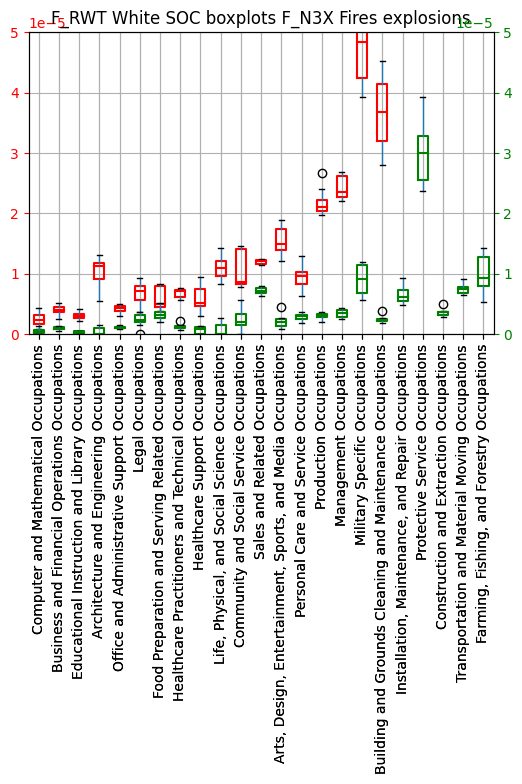 F_RWT White SOC boxplots F_N3X Fires explosions
1e−5
1e−5
5
4
3
2
1
0
5
4
3
2
1
0
Computer and Mathematical Occupations
Business and Financial Operations Occupations
Educational Instruction and Library Occupations
Architecture and Engineering Occupations
Office and Administrative Support Occupations
Legal Occupations
Food Preparation and Serving Related Occupations
Healthcare Practitioners and Technical Occupations
Healthcare Support Occupations
Life, Physical, and Social Science Occupations
Community and Social Service Occupations
Sales and Related Occupations
Arts, Design, Entertainment, Sports, and Media Occupations
Personal Care and Service Occupations
Production Occupations
Management Occupations
Military Specific Occupations
Building and Grounds Cleaning and Maintenance Occupations
Installation, Maintenance, and Repair Occupations
Protective Service Occupations
Construction and Extraction Occupations
Transportation and Material Moving Occupations
Farming, Fishing, and Forestry Occupations